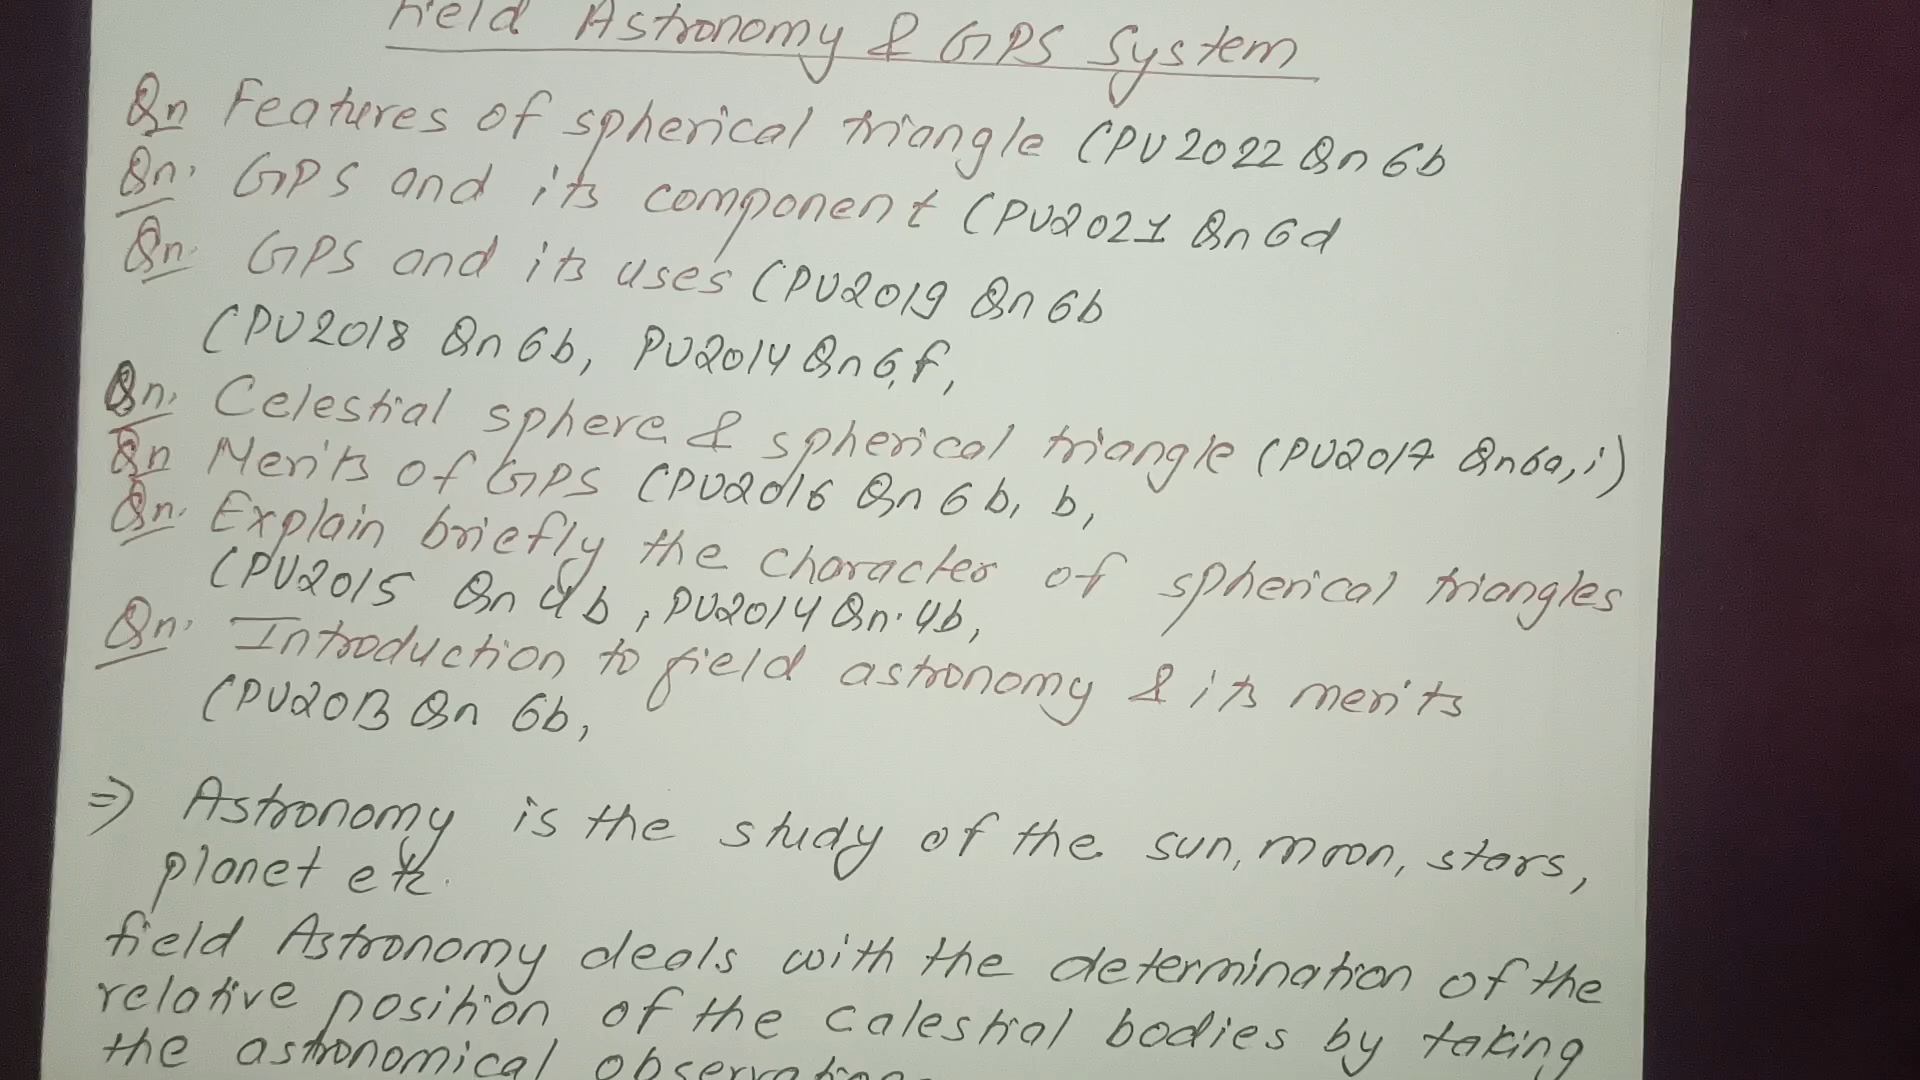 Field Astronomy & GPS System
Qn Features of spherical triangle (PU 2022 Qn 6b
Qn. GPS and its component (PU2021 Qn 6d
Qn. GPS and its uses (PU2019 Qn 6b
(PU2018 Qn 6b, PU2014 Qn 6,f,
Qn. Celestial sphere & spherical triangle (PU2017 Qn6a,i)
Qn Merits of GPS (PU2016 Qn 6b, b,
Qn. Explain briefly the character of spherical triangles
(PU2015 Qn 4b, PU2014 Qn. 4b,
Qn. Introduction to field astronomy & its merits
(PU2013 Qn 6b,
⇒ Astronomy is the study of the sun, moon, stars,
planet etc.
field Astronomy deals with the determination of the
relative position of the calestial bodies by taking
the astronomical observation